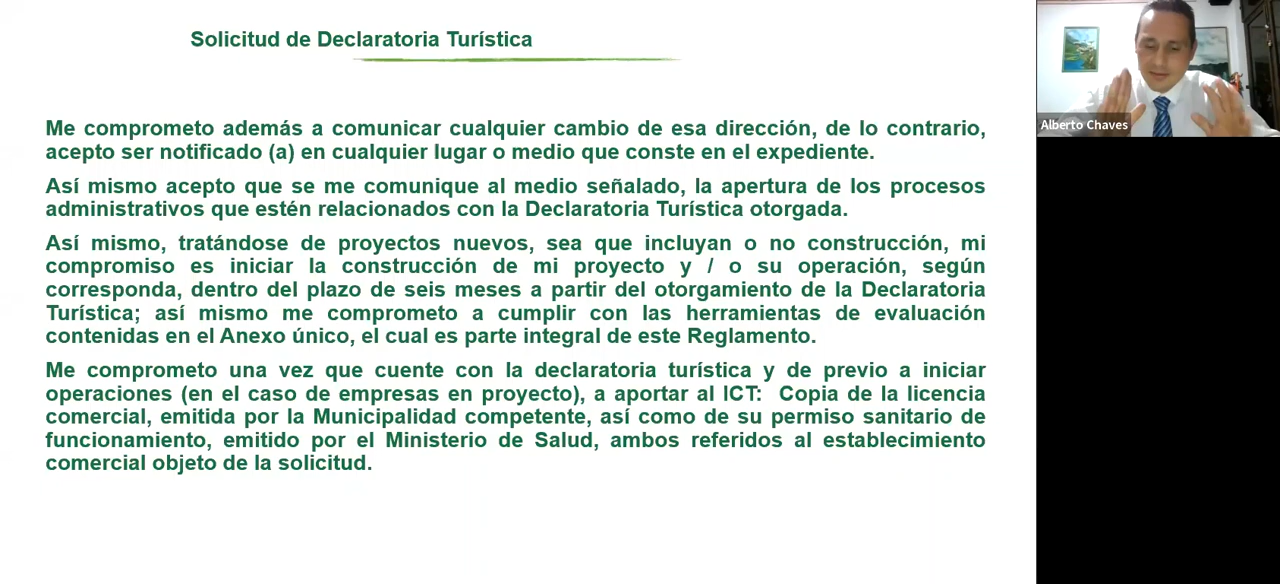 Solicitud de Declaratoria Turística
Me comprometo además a comunicar cualquier cambio de esa dirección, de lo contrario,
acepto ser notificado (a) en cualquier lugar o medio que conste en el expediente.
Así mismo acepto que se me comunique al medio señalado, la apertura de los procesos
administrativos que estén relacionados con la Declaratoria Turística otorgada.
Así mismo, tratándose de proyectos nuevos, sea que incluyan o no construcción, mi
compromiso es iniciar la construcción de mi proyecto y / o su operación, según
corresponda, dentro del plazo de seis meses a partir del otorgamiento de la Declaratoria
Turística; así mismo me comprometo a cumplir con las herramientas de evaluación
contenidas en el Anexo único, el cual es parte integral de este Reglamento.
Me comprometo una vez que cuente con la declaratoria turística y de previo a iniciar
operaciones (en el caso de empresas en proyecto), a aportar al ICT: Copia de la licencia
comercial, emitida por la Municipalidad competente, así como de su permiso sanitario de
funcionamiento, emitido por el Ministerio de Salud, ambos referidos al establecimiento
comercial objeto de la solicitud.
Alberto Chaves